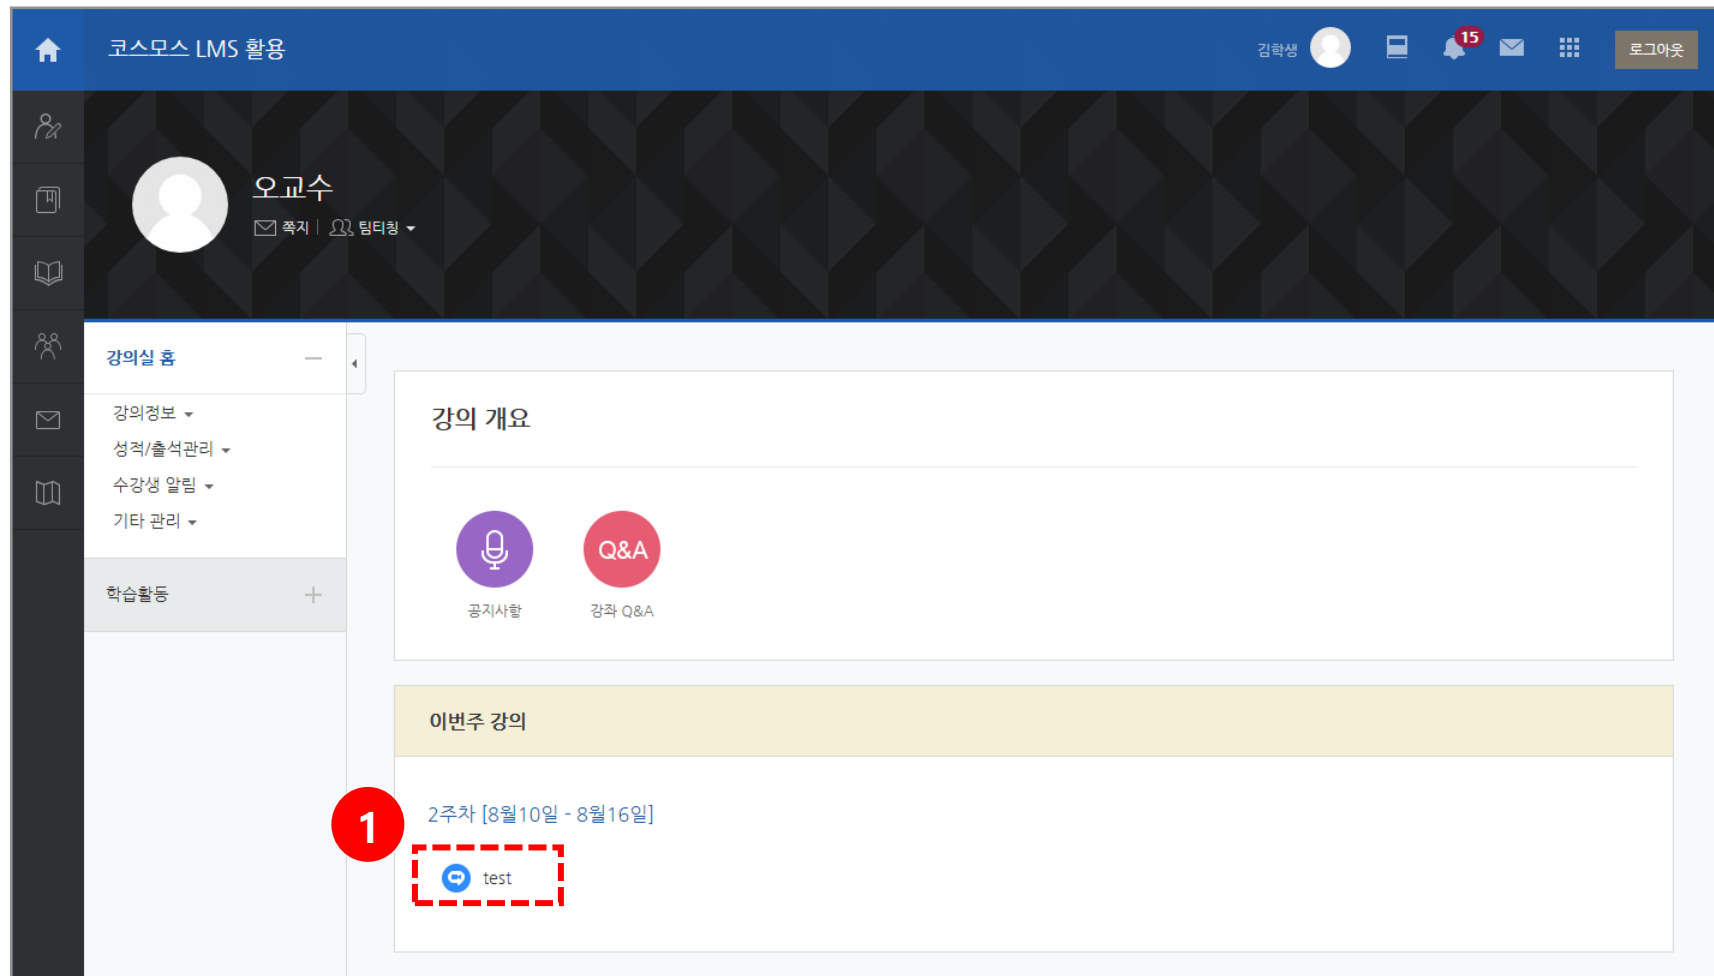 코스모스 LMS 활용
김학생
15
로그아웃
오교수
쪽지
팀티칭
강의실 홈
강의정보
성적/출석관리
수강생 알림
기타 관리
학습활동
강의 개요
Q&A
공지사항
강좌 Q&A
이번주 강의
1
2주차 [8월10일 - 8월16일]
test